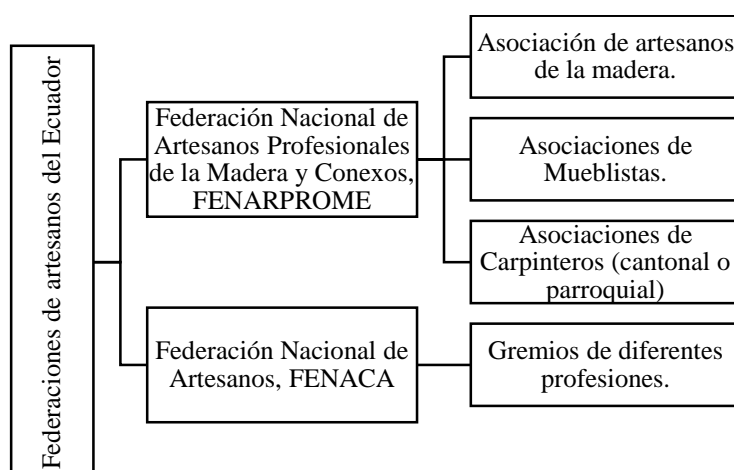 Federaciones de artesanos del Ecuador
Federación Nacional de
Artesanos Profesionales
de la Madera y Conexos,
FENARPROME
Asociación de artesanos
de la madera.
Asociaciones de
Mueblistas.
Asociaciones de
Carpinteros (cantonal o
parroquial)
Federación Nacional de
Artesanos, FENACA
Gremios de diferentes
profesiones.